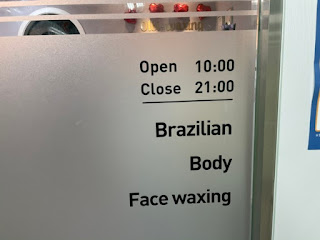 Open 10:00
Close 21:00
Brazilian
Body
Face waxing